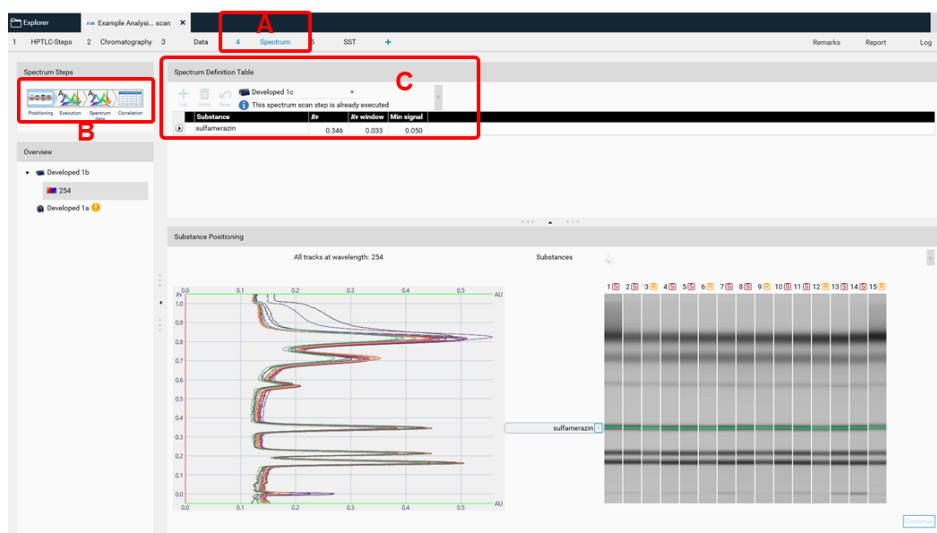 Explorer
Example Analysi... scan ×
A
1 HPTLC-Steps 2 Chromatography 3 Data 4 Spectrum 5 SST +
Remarks Report Log
Spectrum Steps
Positioning Execution Spectrum data Correlation
B
Overview
Developed 1b
254
Developed 1a
Spectrum Definition Table
C
Add Delete Reset
Developed 1c
This spectrum scan step is already executed
Substance RF RF window Min signal
sulfamerazin 0.346 0.033 0.050
Substance Positioning
All tracks at wavelength: 254
Substances
0.0 0.1 0.2 0.3 0.4 0.5 AU
RF
1.0
0.9
0.8
0.7
0.6
0.5
0.4
0.3
0.2
0.1
0.0
0.0 0.1 0.2 0.3 0.4 0.5 AU
1 S 2 S 3 R 4 S 5 S 6 R 7 S 8 S 9 R 10 S 11 S 12 R 13 S 14 S 15 R
sulfamerazin
Continue